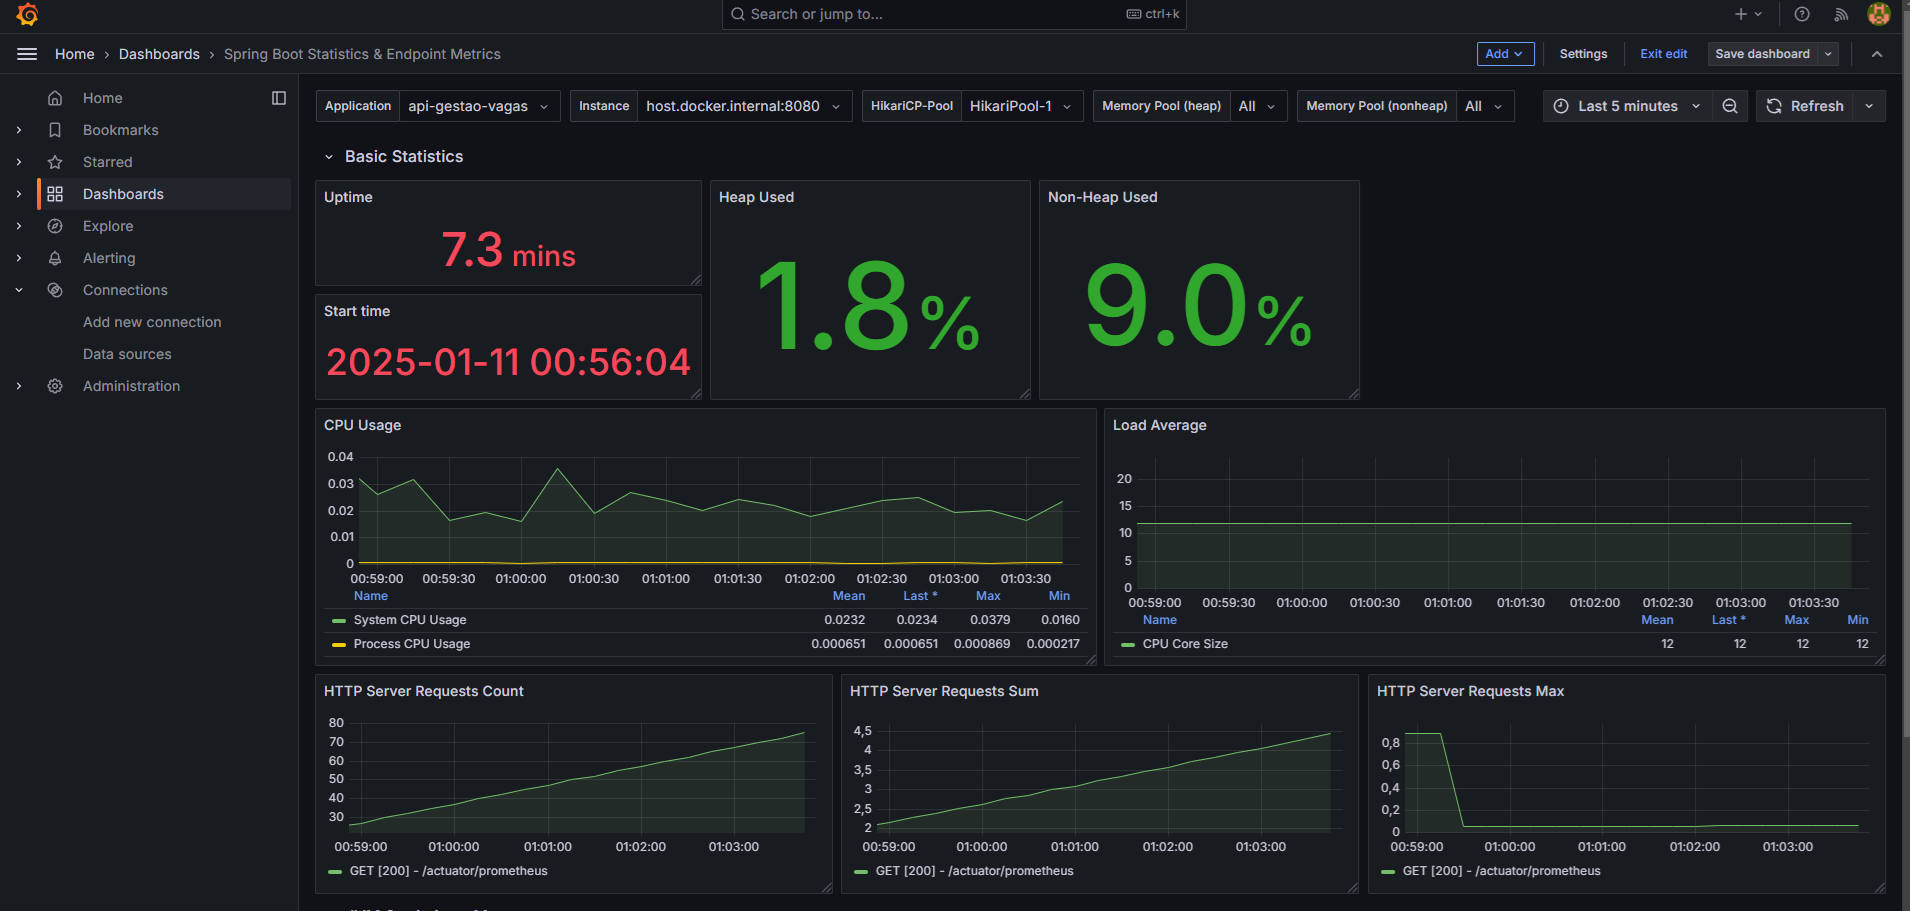 Search or jump to...
ctrl+k
Home › Dashboards › Spring Boot Statistics & Endpoint Metrics
Add
Settings
Exit edit
Save dashboard
Home
Bookmarks
Starred
Dashboards
Explore
Alerting
Connections
Add new connection
Data sources
Administration
Application api-gestao-vagas
Instance host.docker.internal:8080
HikariCP-Pool HikariPool-1
Memory Pool (heap) All
Memory Pool (nonheap) All
Last 5 minutes
Refresh
Basic Statistics
Uptime
7.3 mins
Start time
2025-01-11 00:56:04
Heap Used
1.8%
Non-Heap Used
9.0%
CPU Usage
0.04
0.03
0.02
0.01
0
00:59:00 00:59:30 01:00:00 01:00:30 01:01:00 01:01:30 01:02:00 01:02:30 01:03:00 01:03:30
Name Mean Last * Max Min
System CPU Usage 0.0232 0.0234 0.0379 0.0160
Process CPU Usage 0.000651 0.000651 0.000869 0.000217
Load Average
20
15
10
5
0
00:59:00 00:59:30 01:00:00 01:00:30 01:01:00 01:01:30 01:02:00 01:02:30 01:03:00 01:03:30
Name Mean Last * Max Min
CPU Core Size 12 12 12 12
HTTP Server Requests Count
80
70
60
50
40
30
00:59:00 01:00:00 01:01:00 01:02:00 01:03:00
GET [200] - /actuator/prometheus
HTTP Server Requests Sum
4,5
4
3,5
3
2,5
2
00:59:00 01:00:00 01:01:00 01:02:00 01:03:00
GET [200] - /actuator/prometheus
HTTP Server Requests Max
0,8
0,6
0,4
0,2
0
00:59:00 01:00:00 01:01:00 01:02:00 01:03:00
GET [200] - /actuator/prometheus